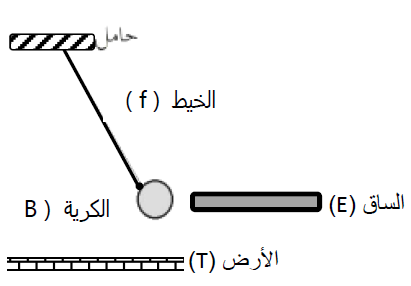 حامل
الخيط ( f )
الساق (E)
الكرية ( B
الأرض (T)